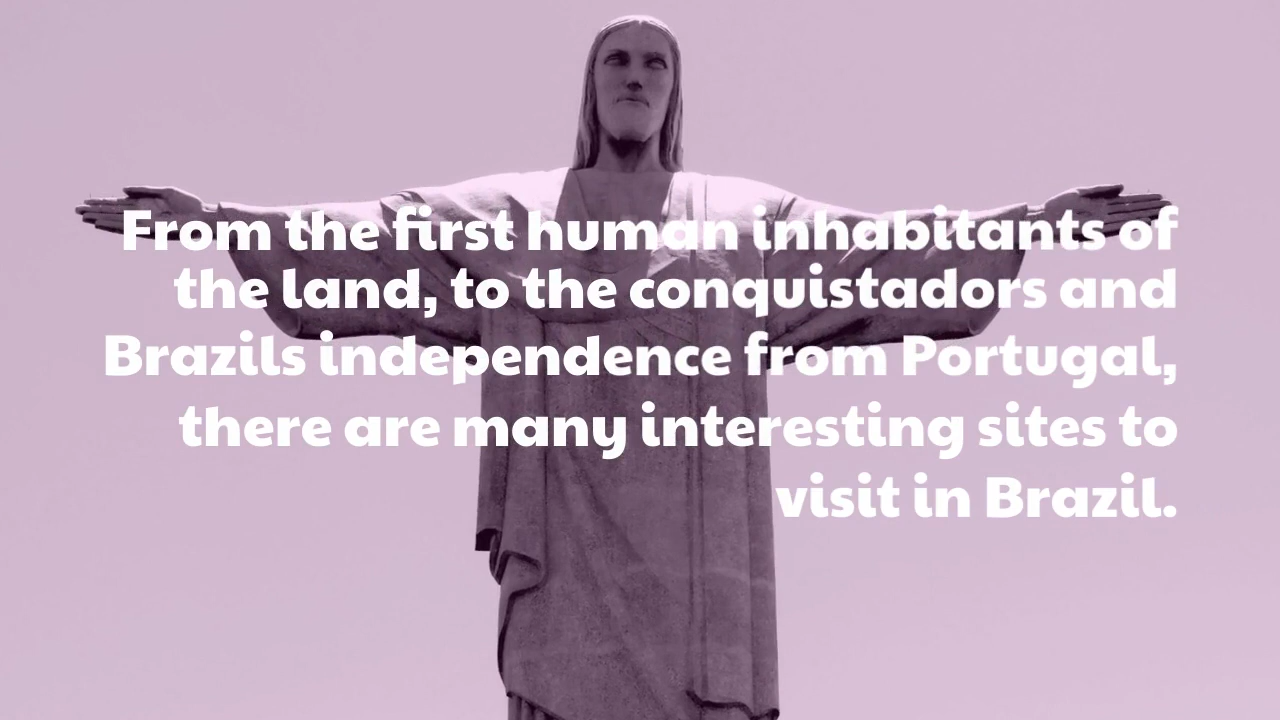 From the first human inhabitants of
the land, to the conquistadors and
Brazils independence from Portugal,
there are many interesting sites to
visit in Brazil.